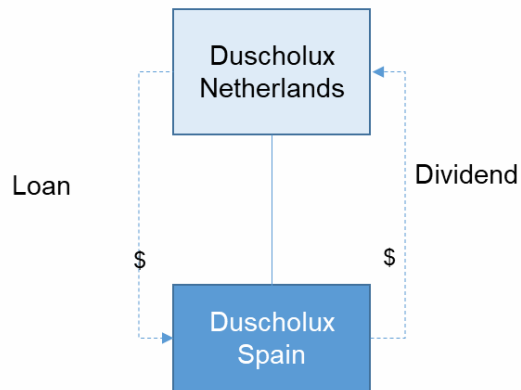 Duscholux
Netherlands
Loan
Dividend
$
$
Duscholux
Spain